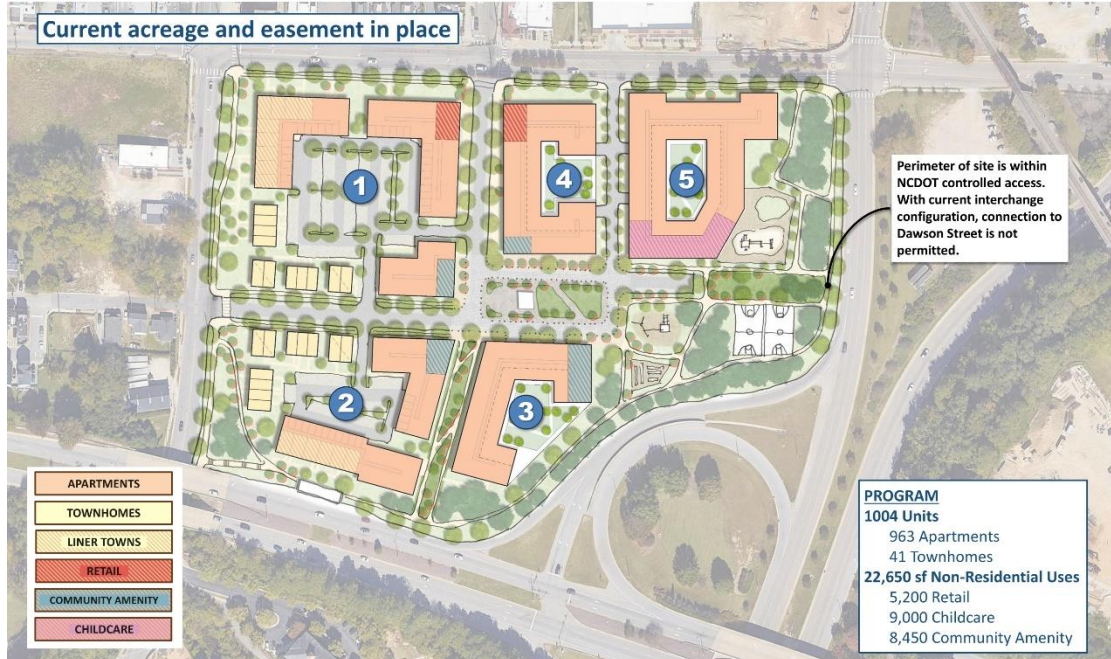 Current acreage and easement in place
1
4
5
Perimeter of site is within
NCDOT controlled access.
With current interchange
configuration, connection to
Dawson Street is not
permitted.
2
3
APARTMENTS
TOWNHOMES
LINER TOWNS
RETAIL
COMMUNITY AMENITY
CHILDCARE
PROGRAM
1004 Units
963 Apartments
41 Townhomes
22,650 sf Non-Residential Uses
5,200 Retail
9,000 Childcare
8,450 Community Amenity